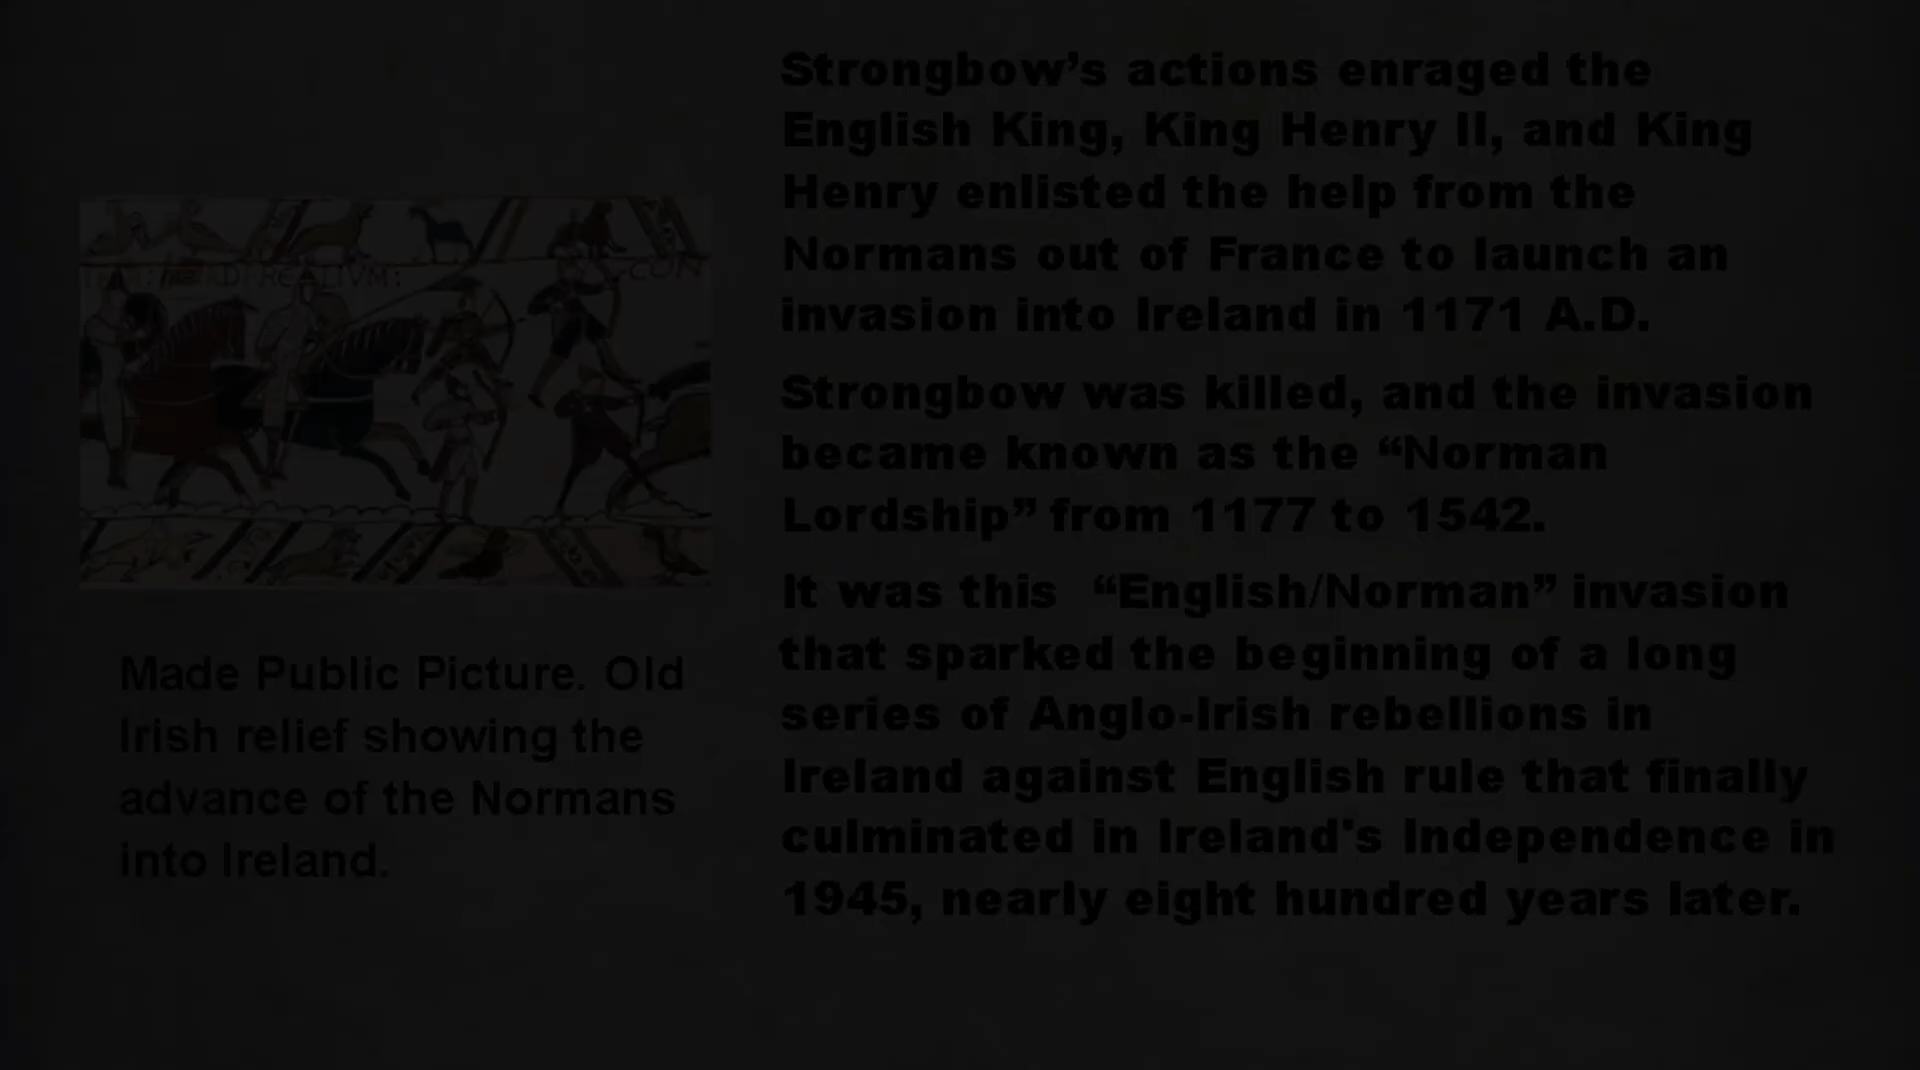 Strongbow’s actions enraged the
English King, King Henry II, and King
Henry enlisted the help from the
Normans out of France to launch an
invasion into Ireland in 1171 A.D.
Strongbow was killed, and the invasion
became known as the “Norman
Lordship” from 1177 to 1542.
It was this “English/Norman” invasion
that sparked the beginning of a long
series of Anglo-Irish rebellions in
Ireland against English rule that finally
culminated in Ireland's Independence in
1945, nearly eight hundred years later.
Made Public Picture. Old
Irish relief showing the
advance of the Normans
into Ireland.